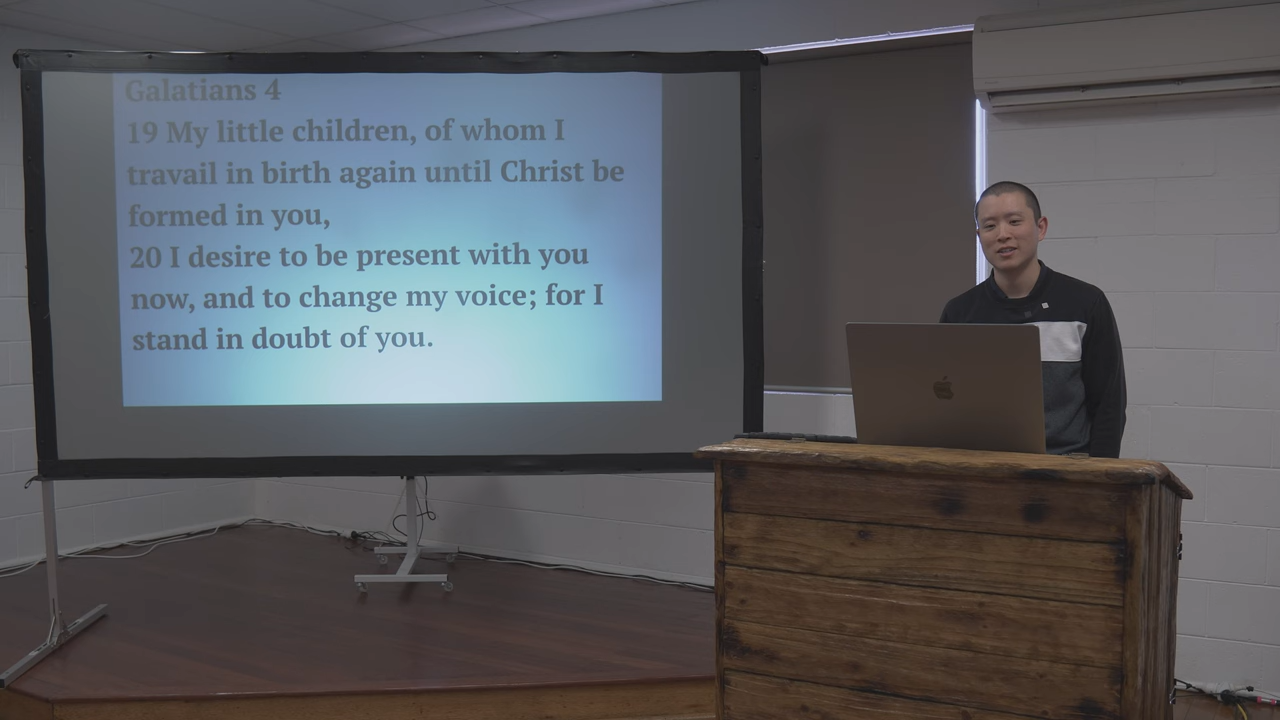 Galatians 4
19 My little children, of whom I
travail in birth again until Christ be
formed in you,
20 I desire to be present with you
now, and to change my voice; for I
stand in doubt of you.